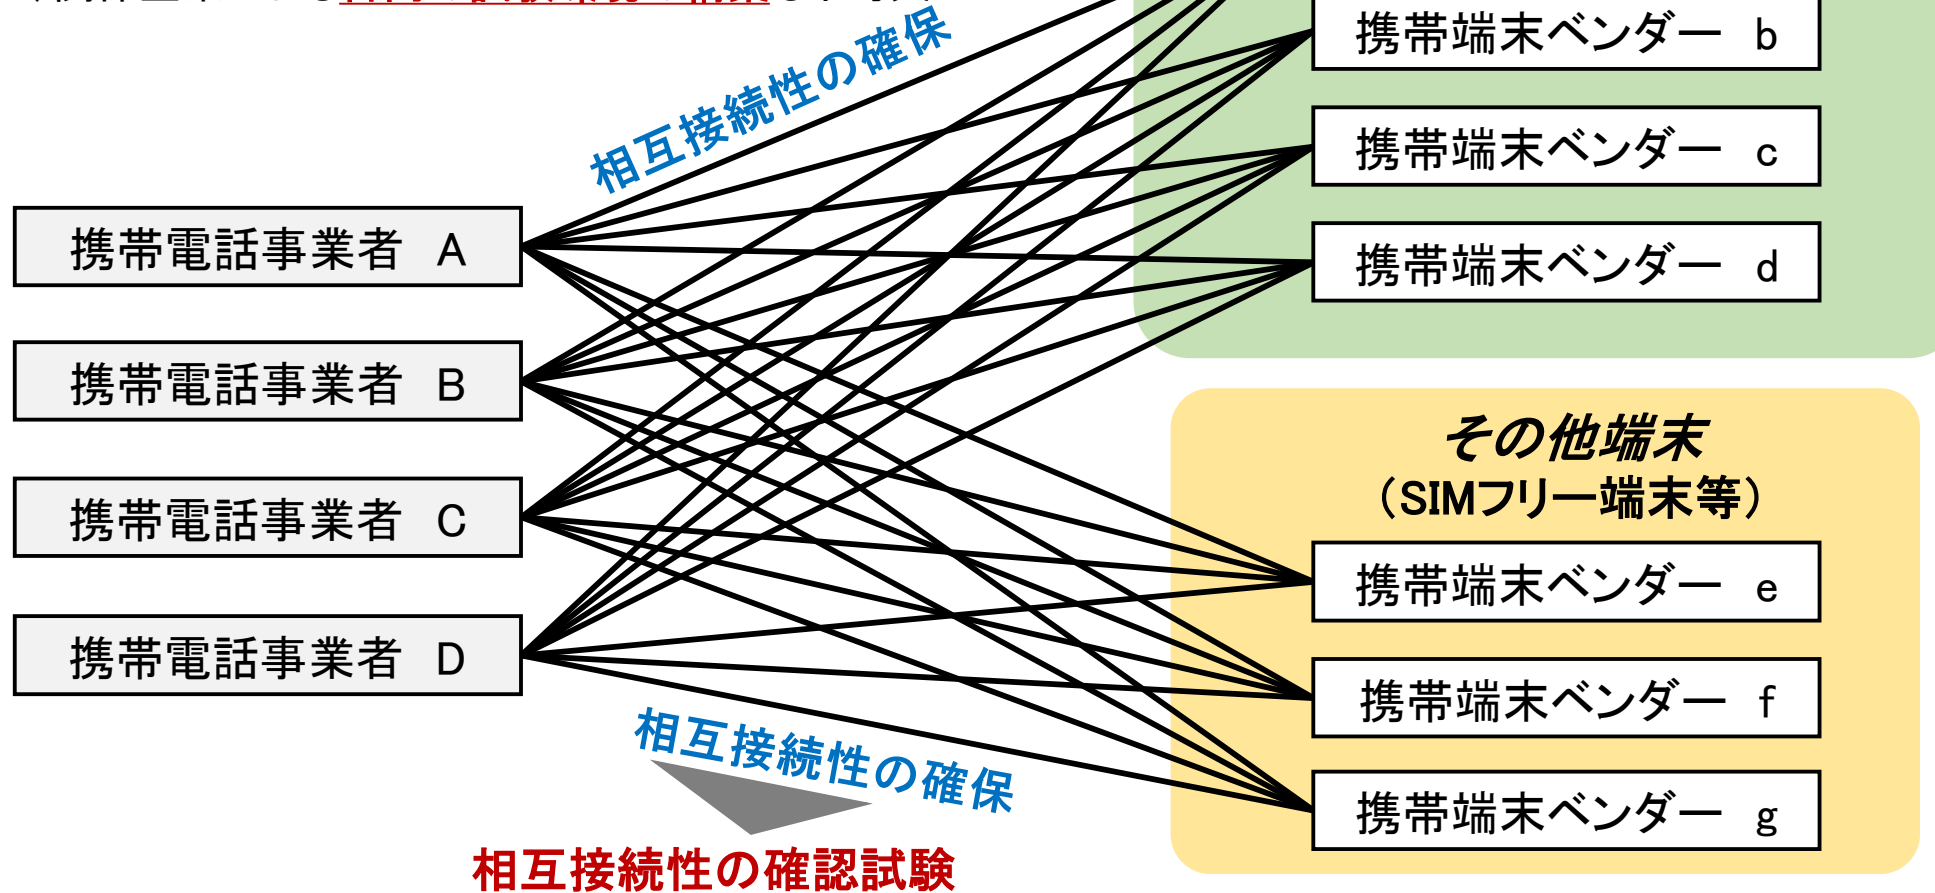 相互接続性の確保
携帯端末ベンダー　b
携帯端末ベンダー　c
携帯電話事業者　A
携帯端末ベンダー　d
携帯電話事業者　B
その他端末
（SIMフリー端末等）
携帯電話事業者　C
携帯端末ベンダー　e
携帯電話事業者　D
携帯端末ベンダー　f
相互接続性の確保
携帯端末ベンダー　g
相互接続性の確認試験